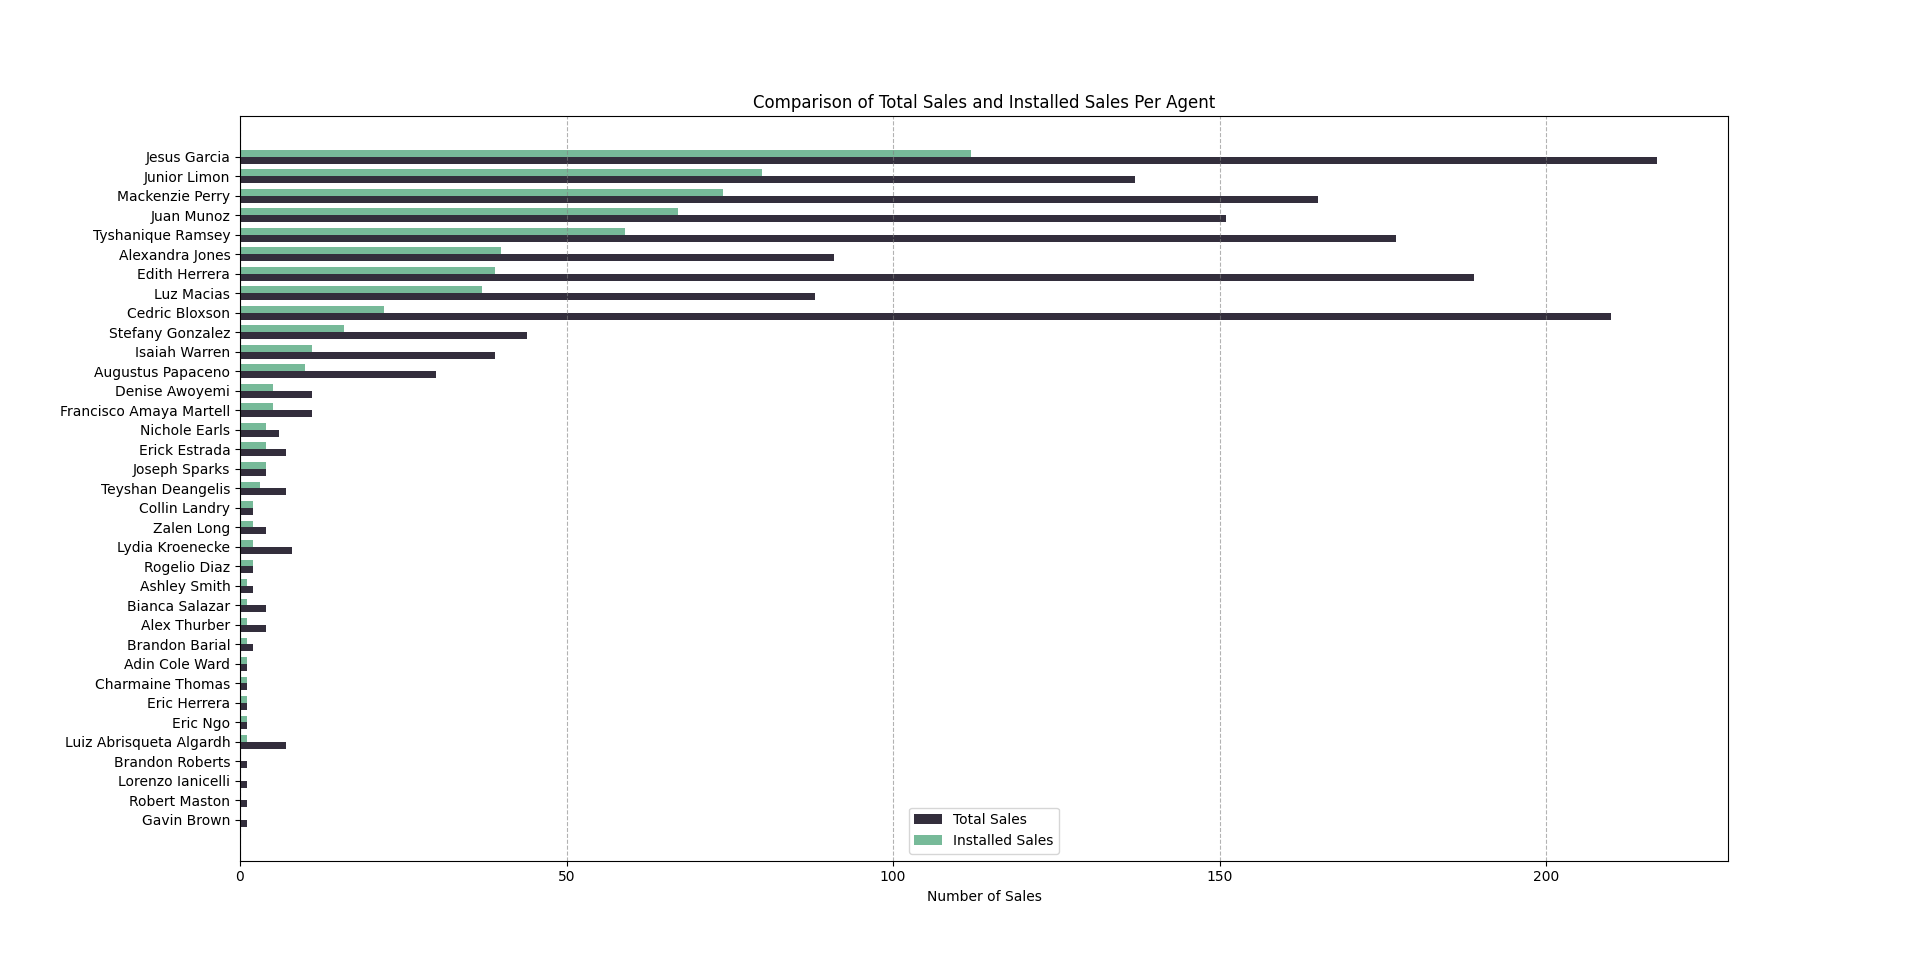 Comparison of Total Sales and Installed Sales Per Agent
Jesus Garcia
Junior Limon
Mackenzie Perry
Juan Munoz
Tyshanique Ramsey
Alexandra Jones
Edith Herrera
Luz Macias
Cedric Bloxson
Stefany Gonzalez
Isaiah Warren
Augustus Papaceno
Denise Awoyemi
Francisco Amaya Martell
Nichole Earls
Erick Estrada
Joseph Sparks
Teyshan Deangelis
Collin Landry
Zalen Long
Lydia Kroenecke
Rogelio Diaz
Ashley Smith
Bianca Salazar
Alex Thurber
Brandon Barial
Adin Cole Ward
Charmaine Thomas
Eric Herrera
Eric Ngo
Luiz Abrisqueta Algardh
Brandon Roberts
Lorenzo Ianicelli
Robert Maston
Gavin Brown
Total Sales
Installed Sales
0 50 100 150 200
Number of Sales